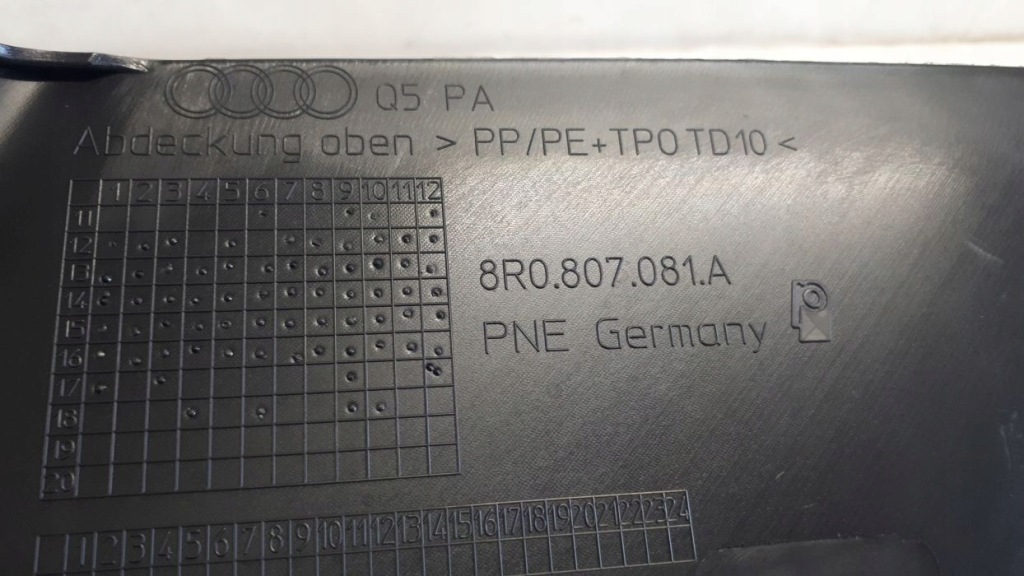 Q5 PA
Abdeckung oben > PP/PE+TPO TD10 <
1 2 3 4 5 6 7 8 9 10 11 12
11
12
13
14
15
16
17
18
19
20
8R0.807.081.A
PNE Germany
1 2 3 4 5 6 7 8 9 10 11 12 13 14 15 16 17 18 19 20 21 22 23 24